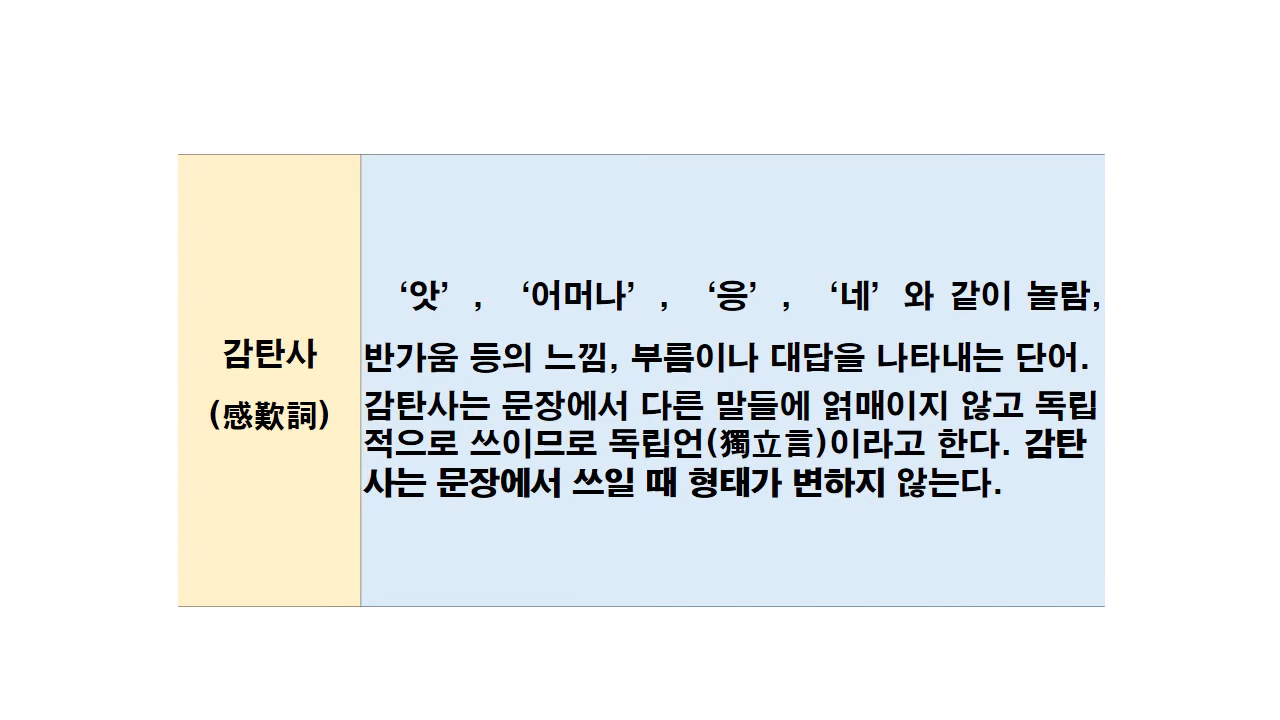 감탄사
(感歎詞)
‘앗’ , ‘어머나’ , ‘응’ , ‘네’ 와 같이 놀람,
반가움 등의 느낌, 부름이나 대답을 나타내는 단어.
감탄사는 문장에서 다른 말들에 얽매이지 않고 독립
적으로 쓰이므로 독립언(獨立言)이라고 한다. 감탄
사는 문장에서 쓰일 때 형태가 변하지 않는다.